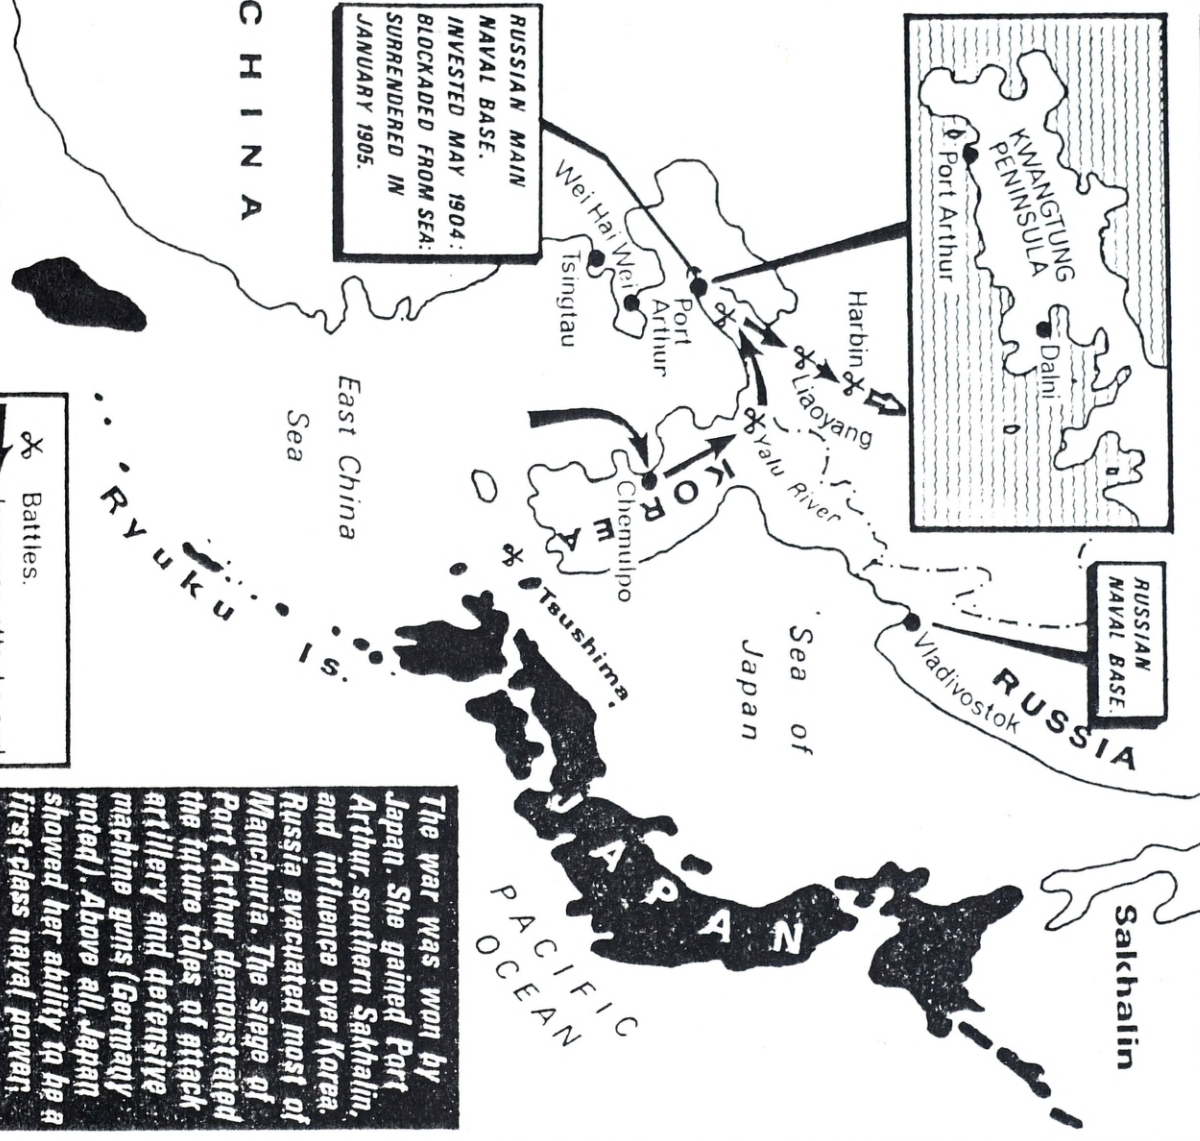 CHINA
RUSSIAN MAIN
NAVAL BASE.
INVESTED MAY 1904:
BLOCKADED FROM SEA:
SURRENDERED IN
JANUARY 1905.
KWANGTUNG
PENINSULA
Port Arthur
Dalni
Wei Hai Wei
Tsingtau
Port
Arthur
Harbin
Liaoyang
Yalu River
KOREA
Chemulpo
RUSSIAN
NAVAL BASE.
Vladivostok
RUSSIA
Sakhalin
Sea of
Japan
East China
Sea
Tsushima
Ryuku Is.
JAPAN
PACIFIC
OCEAN
Battles.
The war was won by
Japan. She gained Port
Arthur, southern Sakhalin,
and influence over Korea.
Russia evacuated most of
Manchuria. The siege of
Port Arthur demonstrated
the future rôles of attack
artillery and defensive
machine guns (Germany
noted). Above all, Japan
showed her ability to be a
first-class naval power.